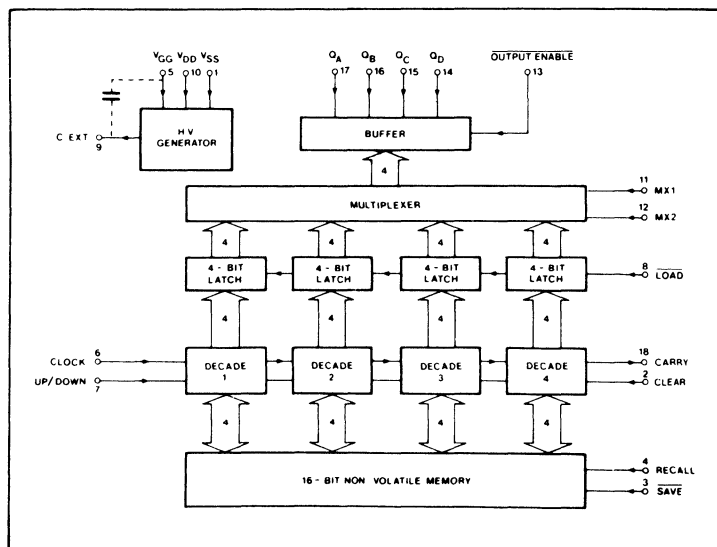 VGG VDD VSS
5 10 1
C EXT
9
HV
GENERATOR
QA QB QC QD
17 16 15 14
OUTPUT ENABLE
13
BUFFER
4
MULTIPLEXER
11
MX1
12
MX2
4 4 4 4
4 - BIT
LATCH
4 - BIT
LATCH
4 - BIT
LATCH
4 - BIT
LATCH
8
LOAD
4 4 4 4
CLOCK
6
UP/DOWN
7
DECADE
1
DECADE
2
DECADE
3
DECADE
4
18
CARRY
2
CLEAR
4 4 4 4
16 - BIT NON VOLATILE MEMORY
4
RECALL
3
SAVE